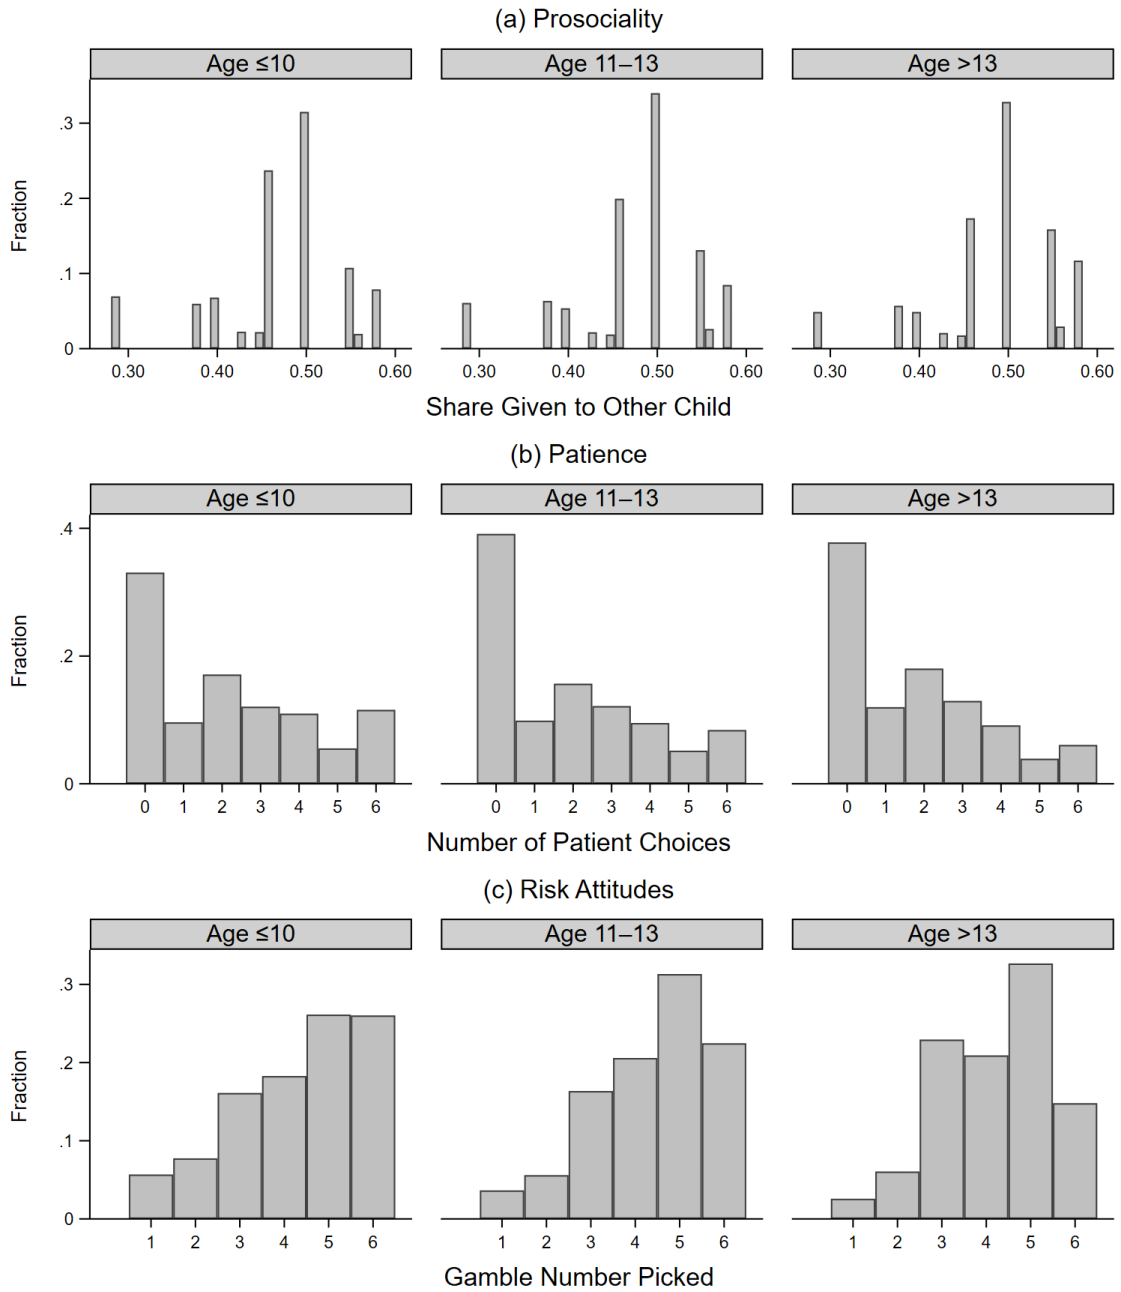 (a) Prosociality
Age ≤10 Age 11–13 Age >13
.3
.2
.1
0
Fraction
0.30 0.40 0.50 0.60 0.30 0.40 0.50 0.60 0.30 0.40 0.50 0.60
Share Given to Other Child
(b) Patience
Age ≤10 Age 11–13 Age >13
.4
.2
0
Fraction
0 1 2 3 4 5 6 0 1 2 3 4 5 6 0 1 2 3 4 5 6
Number of Patient Choices
(c) Risk Attitudes
Age ≤10 Age 11–13 Age >13
.3
.2
.1
0
Fraction
1 2 3 4 5 6 1 2 3 4 5 6 1 2 3 4 5 6
Gamble Number Picked